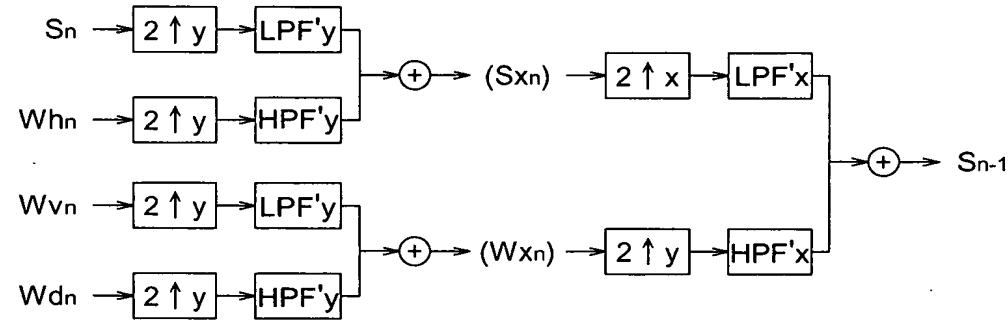 Sn 2 ↑ y LPF'y
Whn 2 ↑ y HPF'y
+ (Sxn) 2 ↑ x LPF'x
+ Sn-1
Wvn 2 ↑ y LPF'y
Wdn 2 ↑ y HPF'y
+ (Wxn) 2 ↑ y HPF'x